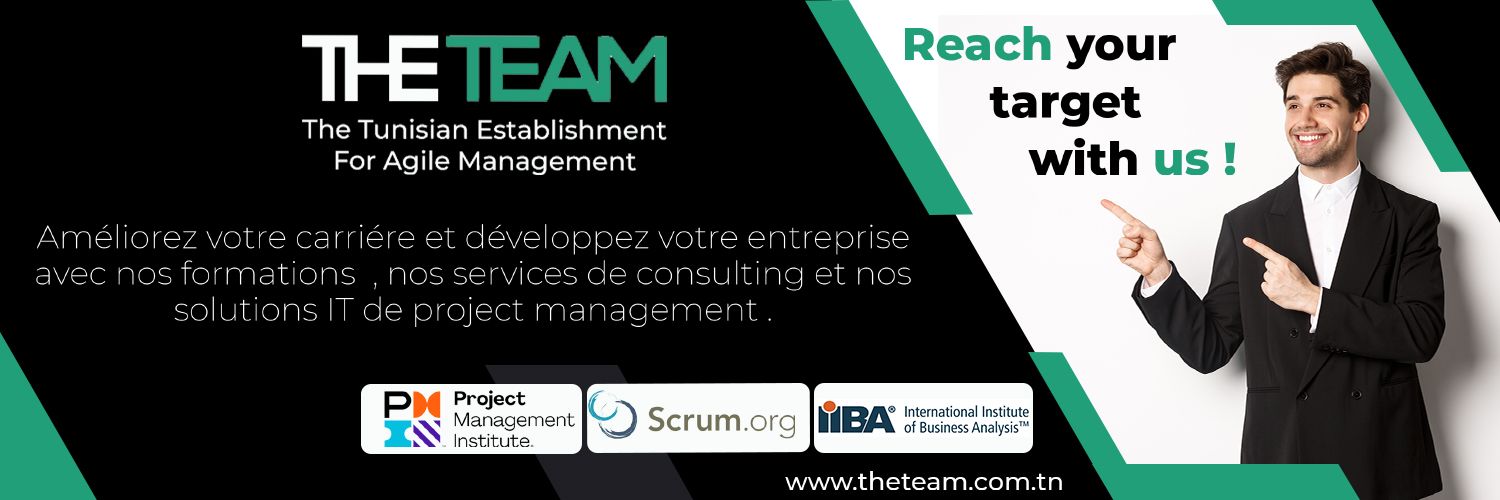 THE TEAM
The Tunisian Establishment
For Agile Management
Améliorez votre carriére et développez votre entreprise
avec nos formations , nos services de consulting et nos
solutions IT de project management .
Reach your
target
with us !
Project
Management
Institute.
Scrum.org
iiBA®
International Institute
of Business Analysis™
www.theteam.com.tn